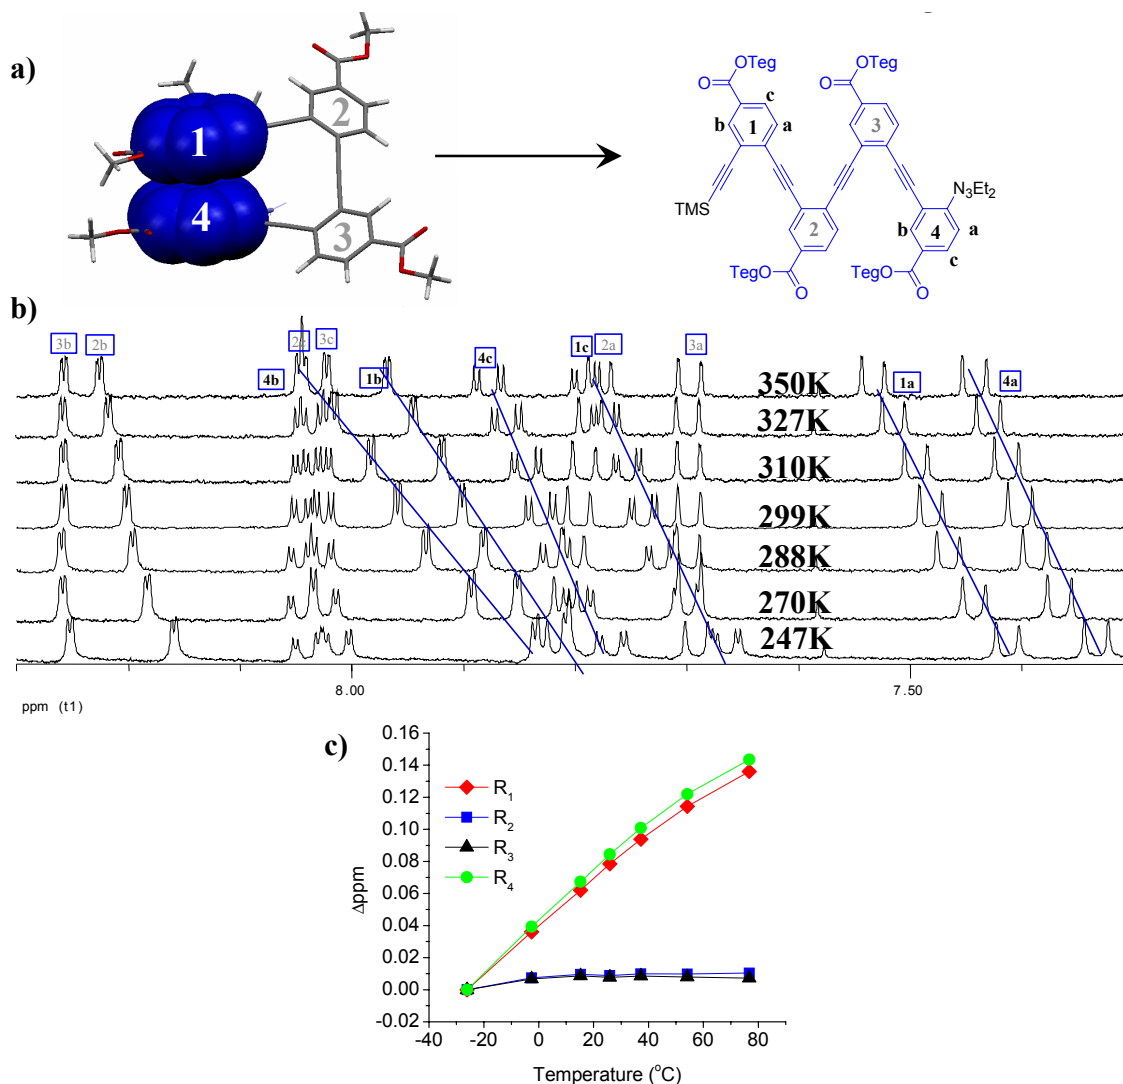 a)
1
2
3
4
OTeg
O
c
b
1
a
TMS
2
TegO
O
OTeg
O
3
N3Et2
b
4
a
c
TegO
O
b)
3b
2b
4b
3c
1b
4c
1c
2a
3a
1a
4a
350K
327K
310K
299K
288K
270K
247K
8.00
7.50
ppm (t1)
c)
0.16
0.14
0.12
0.10
0.08
0.06
0.04
0.02
0.00
-0.02
Δppm
R1
R2
R3
R4
-40
-20
0
20
40
60
80
Temperature (°C)